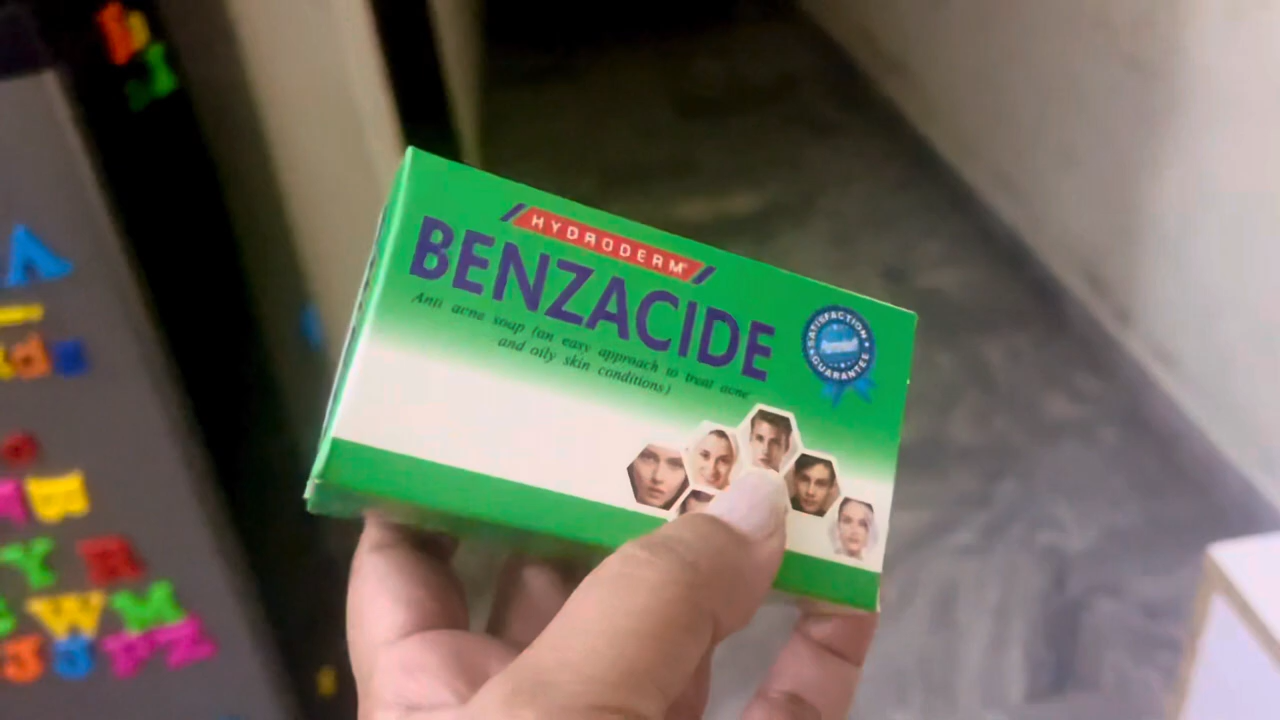 HYDRODERM
BENZACIDE
Anti acne soap (an easy approach to treat acne
and oily skin conditions)
SATISFACTION
GUARANTEE
Y R
W M
P Z